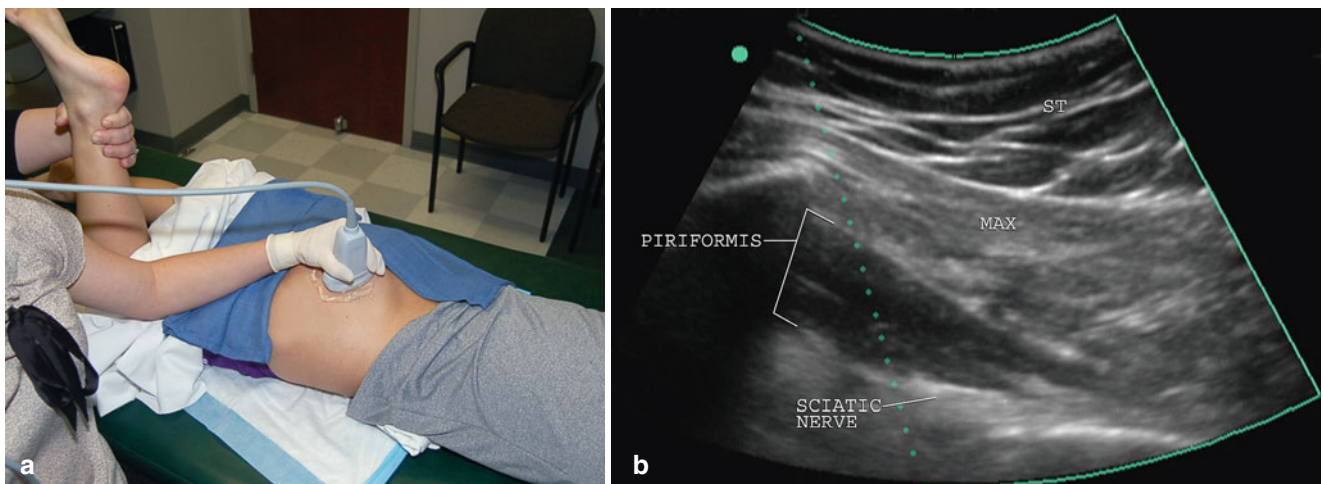 a
ST
MAX
PIRIFORMIS
SCIATIC
NERVE
b